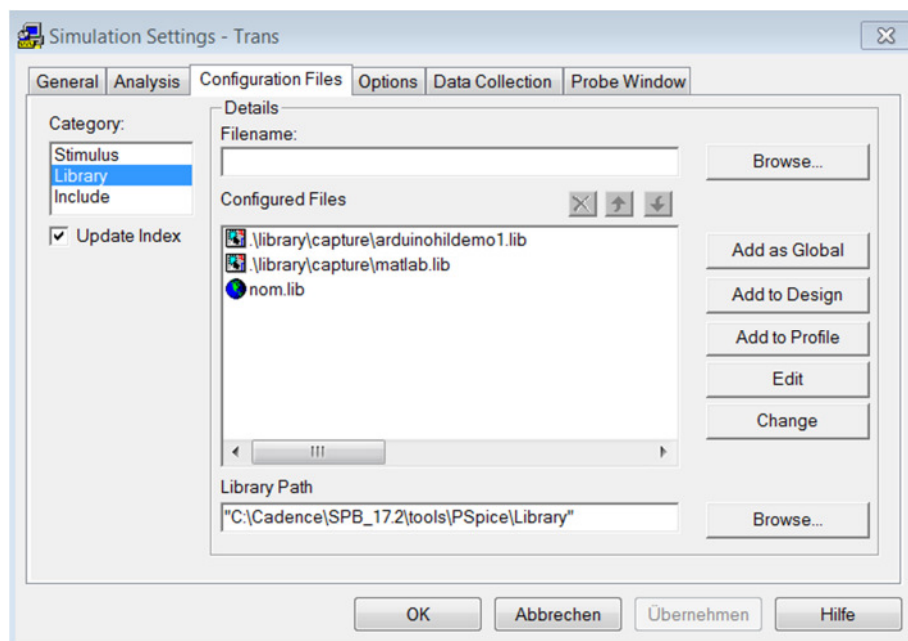 Simulation Settings - Trans
General Analysis Configuration Files Options Data Collection Probe Window
Category:
Stimulus
Library
Include
Update Index
Details
Filename:
Browse...
Configured Files
.\library\capture\arduinohildemo1.lib
.\library\capture\matlab.lib
nom.lib
Add as Global
Add to Design
Add to Profile
Edit
Change
Library Path
"C:\Cadence\SPB_17.2\tools\PSpice\Library"
Browse...
OK Abbrechen Übernehmen Hilfe